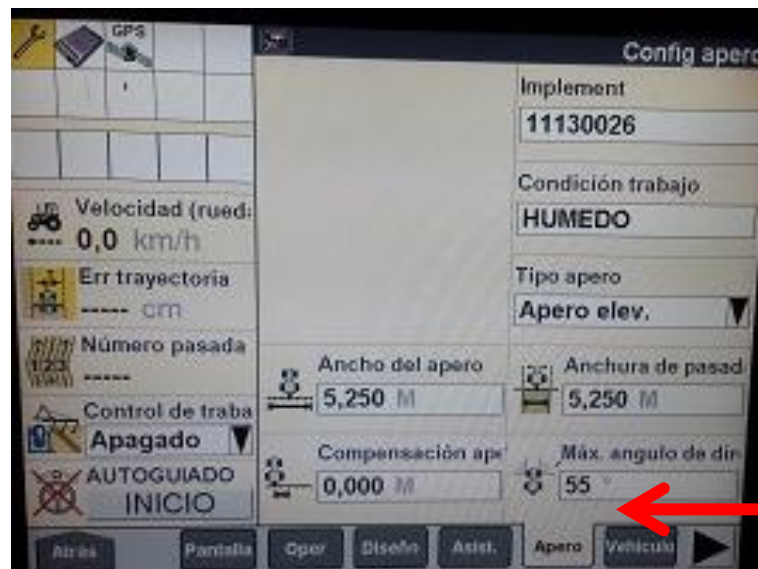 GPS
Config apero
Implement
11130026
Condición trabajo
HUMEDO
Tipo apero
Apero elev.
Velocidad (rueda
0,0 km/h
Err trayectoria
----- cm
Número pasada
-----
Control de traba
Apagado
AUTOGUIADO
INICIO
Ancho del apero
5,250 M
Anchura de pasad
5,250 M
Compensación ape
0,000 M
Máx. angulo de dir
55 °
Atrás
Pantalla
Oper
Diseño
Asist.
Apero
Vehículo